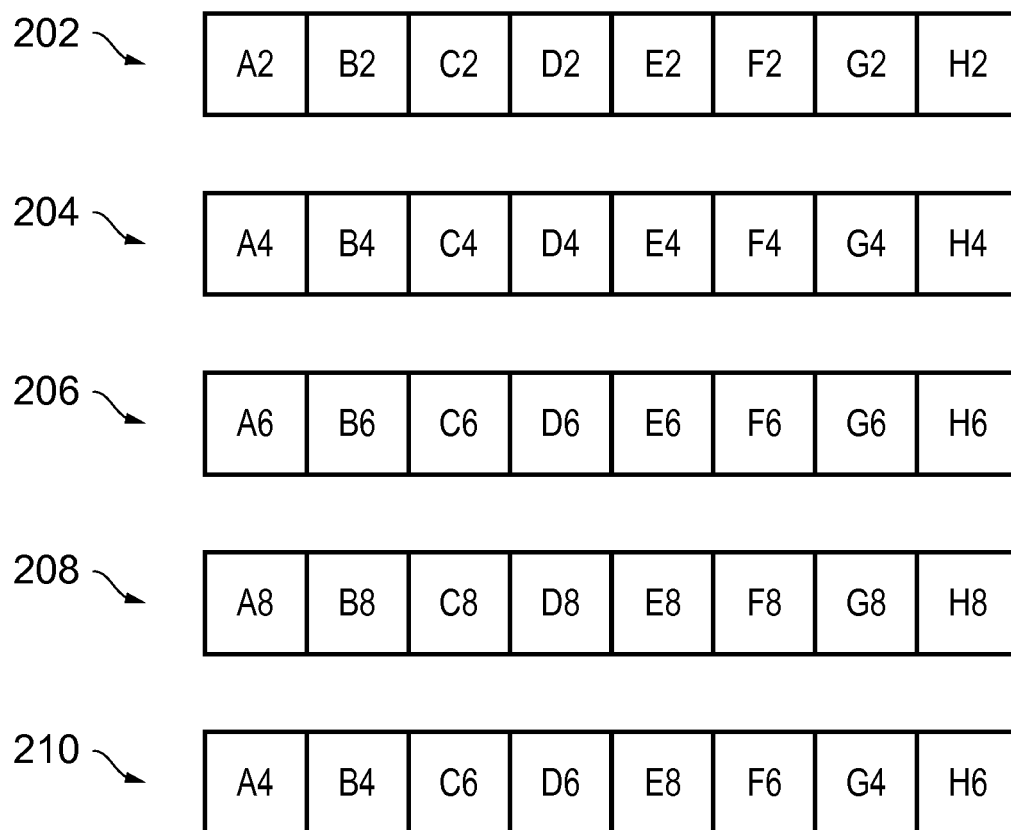 202 A2 B2 C2 D2 E2 F2 G2 H2
204 A4 B4 C4 D4 E4 F4 G4 H4
206 A6 B6 C6 D6 E6 F6 G6 H6
208 A8 B8 C8 D8 E8 F8 G8 H8
210 A4 B4 C6 D6 E8 F6 G4 H6